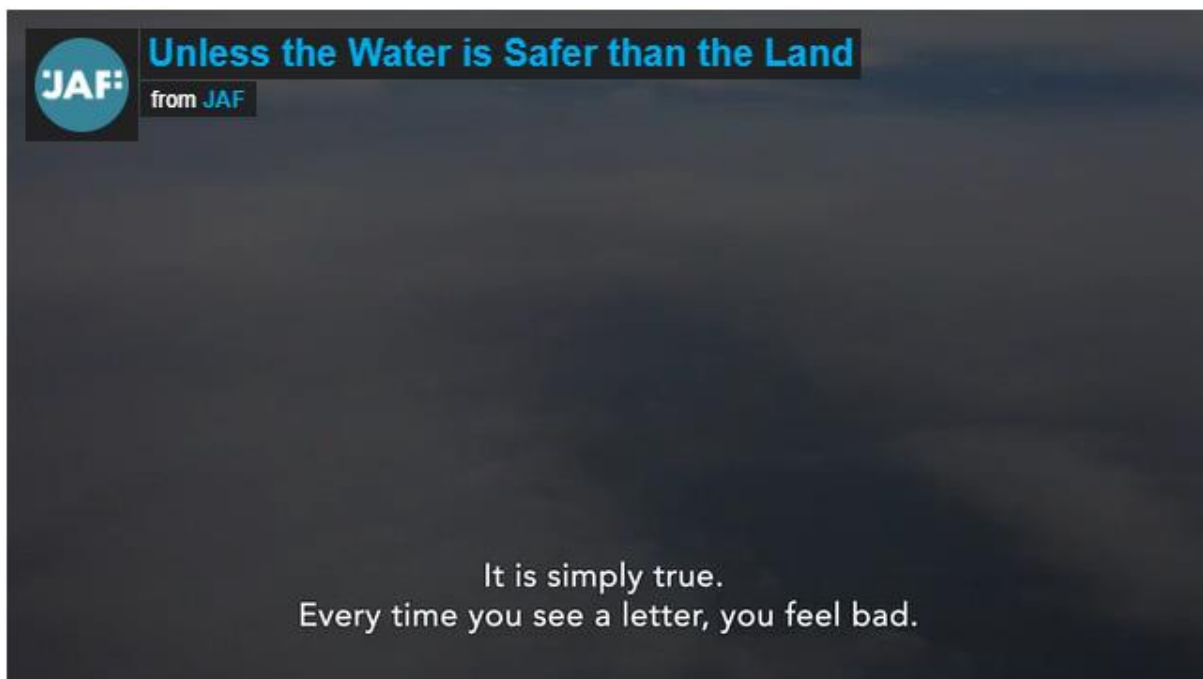 JAF:
Unless the Water is Safer than the Land
from JAF
It is simply true.
Every time you see a letter, you feel bad.